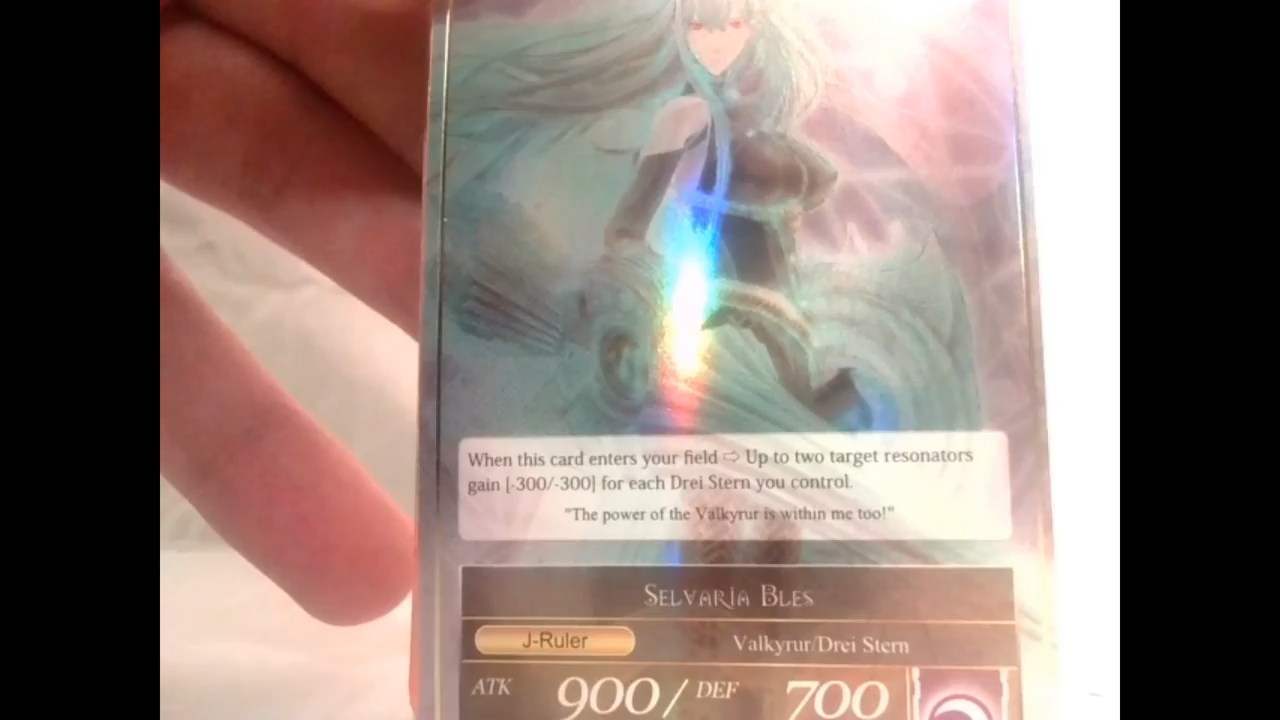 When this card enters your field ⇨ Up to two target resonators
gain [-300/-300] for each Drei Stern you control.
"The power of the Valkyrur is within me too!"
Selvaria Bles
J-Ruler
Valkyrur/Drei Stern
ATK 900 / DEF 700